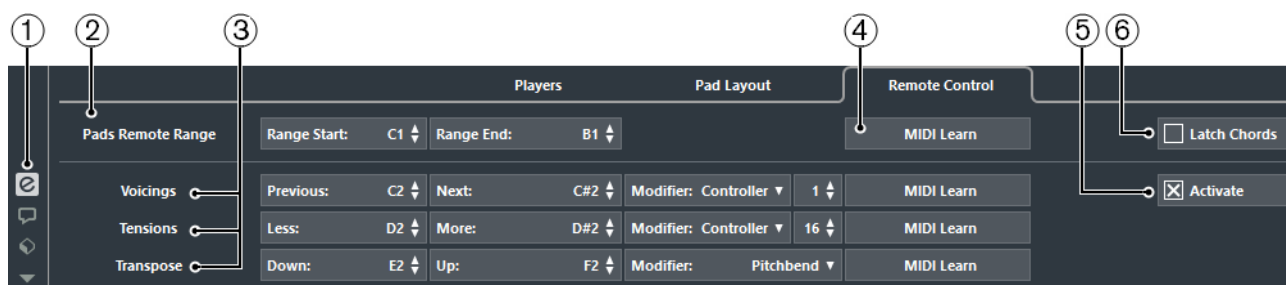 1 2 3 4 5 6
Players Pad Layout Remote Control
Pads Remote Range Range Start: C1 Range End: B1 MIDI Learn Latch Chords
Voicings Previous: C2 Next: C#2 Modifier: Controller 1 MIDI Learn Activate
Tensions Less: D2 More: D#2 Modifier: Controller 16 MIDI Learn
Transpose Down: E2 Up: F2 Modifier: Pitchbend MIDI Learn